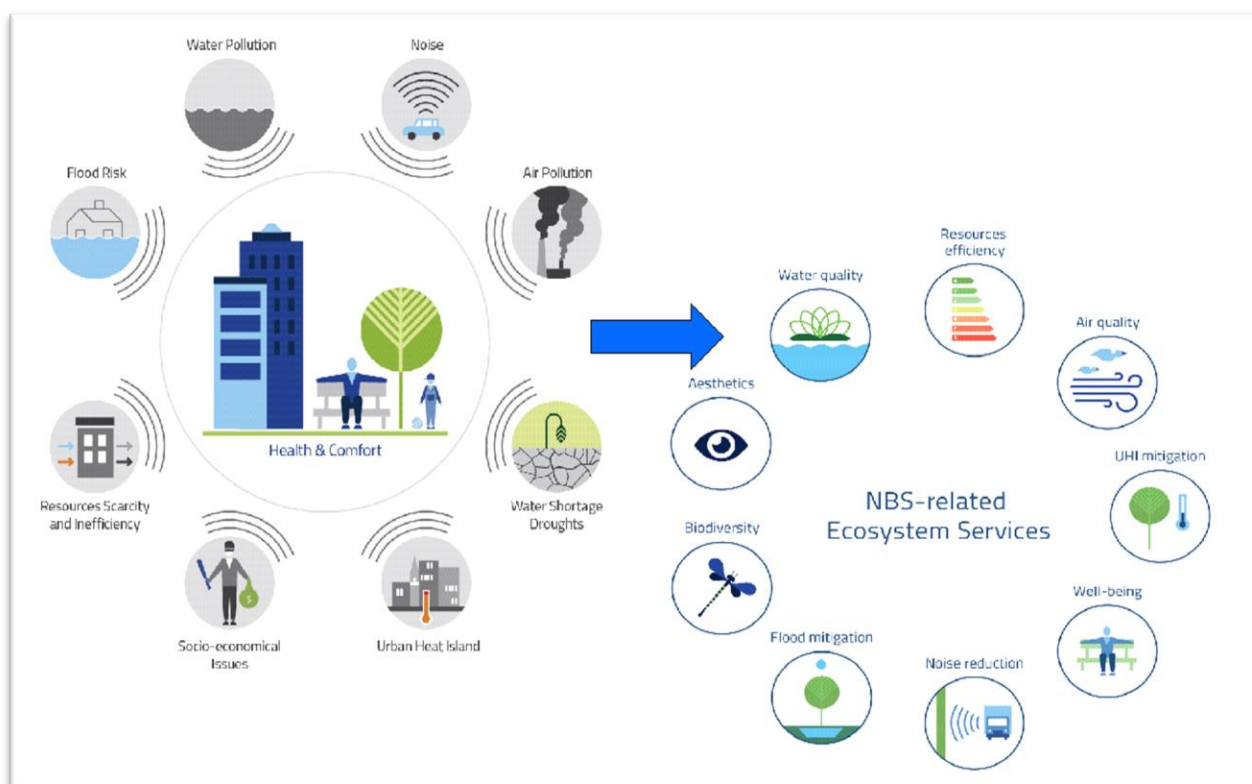 Water Pollution
Noise
Flood Risk
Air Pollution
Health & Comfort
Resources Scarcity
and Inefficiency
Water Shortage
Droughts
Socio-economical
Issues
Urban Heat Island
Resources
efficiency
Water quality
Air quality
Aesthetics
UHI mitigation
NBS-related
Ecosystem Services
Biodiversity
Well-being
Flood mitigation
Noise reduction